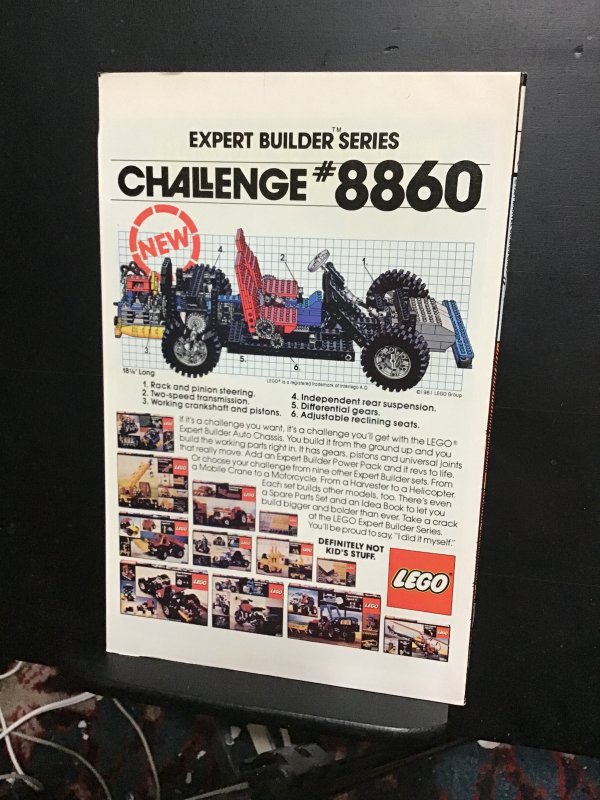 EXPERT BUILDER™ SERIES
CHALLENGE #8860
NEW
4.
2.
1.
3.
5.
6.
18¼" Long
LEGO® is a registered trademark of Interlego A.G.
©1981 LEGO Group
1. Rack and pinion steering.
2. Two-speed transmission.
3. Working crankshaft and pistons.
4. Independent rear suspension.
5. Differential gears.
6. Adjustable reclining seats.
If it's a challenge you want, it's a challenge you'll get with the LEGO®
Expert Builder Auto Chassis. You build it from the ground up and you
build the working parts right in. It has gears, pistons and universal joints
that really move. Add an Expert Builder Power Pack and it revs to life.
Or choose your challenge from nine other Expert Builder sets. From
a Mobile Crane to a Motorcycle. From a Harvester to a Helicopter.
Each set builds other models, too. There's even
a Spare Parts Set and an Idea Book to let you
build bigger and bolder than ever. Take a crack
at the LEGO Expert Builder Series.
You'll be proud to say, "I did it myself."
DEFINITELY NOT
KID'S STUFF.
LEGO